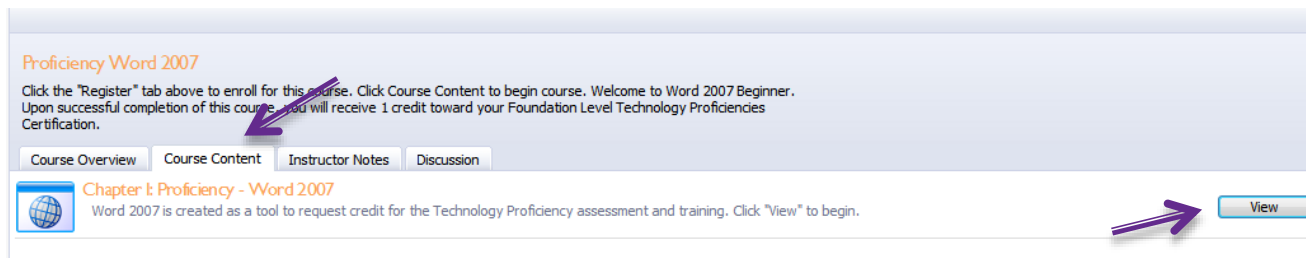 Proficiency Word 2007
Click the "Register" tab above to enroll for this course. Click Course Content to begin course. Welcome to Word 2007 Beginner.
Upon successful completion of this course, you will receive 1 credit toward your Foundation Level Technology Proficiencies
Certification.
Course Overview Course Content Instructor Notes Discussion
Chapter I: Proficiency - Word 2007
Word 2007 is created as a tool to request credit for the Technology Proficiency assessment and training. Click "View" to begin.
View